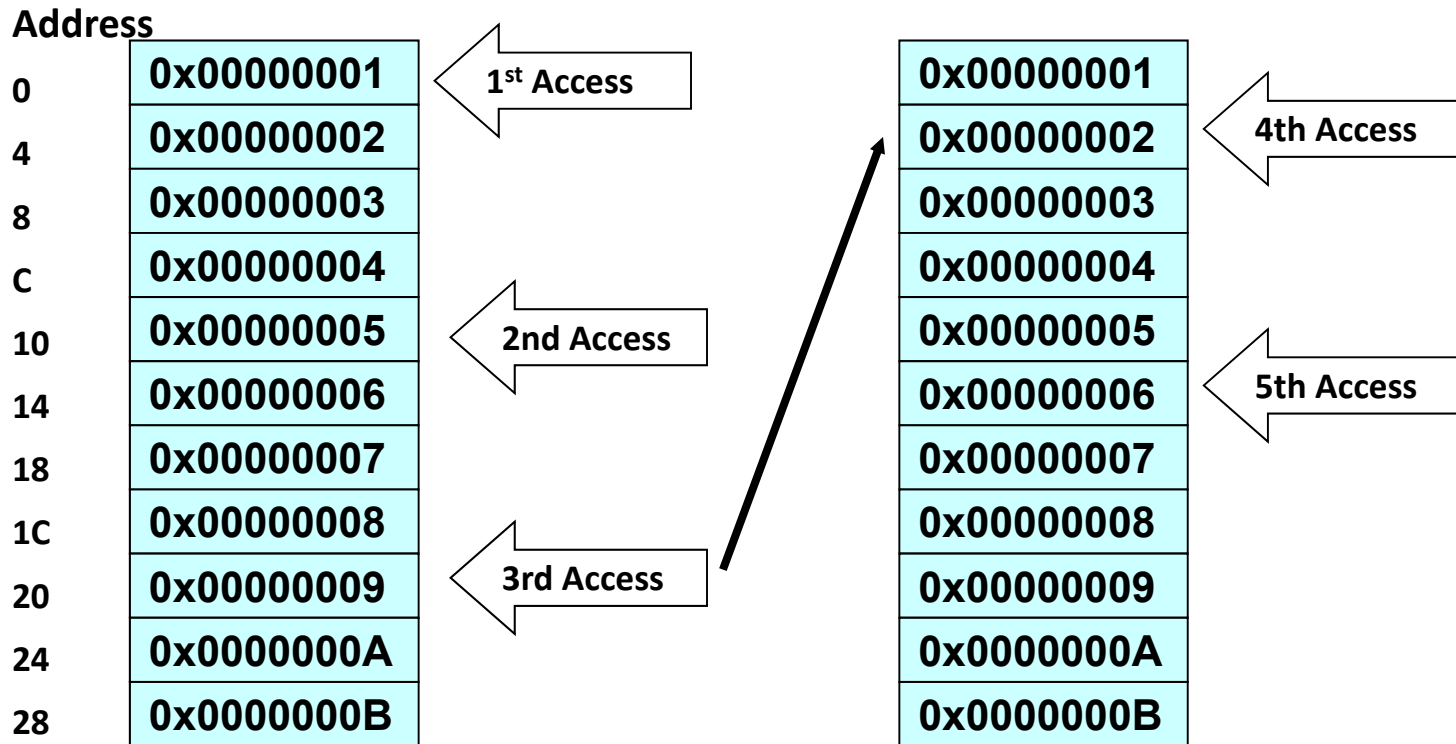 Address
0 0x00000001 1st Access 0x00000001
4 0x00000002 0x00000002 4th Access
8 0x00000003 0x00000003
C 0x00000004 0x00000004
10 0x00000005 2nd Access 0x00000005
14 0x00000006 0x00000006 5th Access
18 0x00000007 0x00000007
1C 0x00000008 0x00000008
20 0x00000009 3rd Access 0x00000009
24 0x0000000A 0x0000000A
28 0x0000000B 0x0000000B